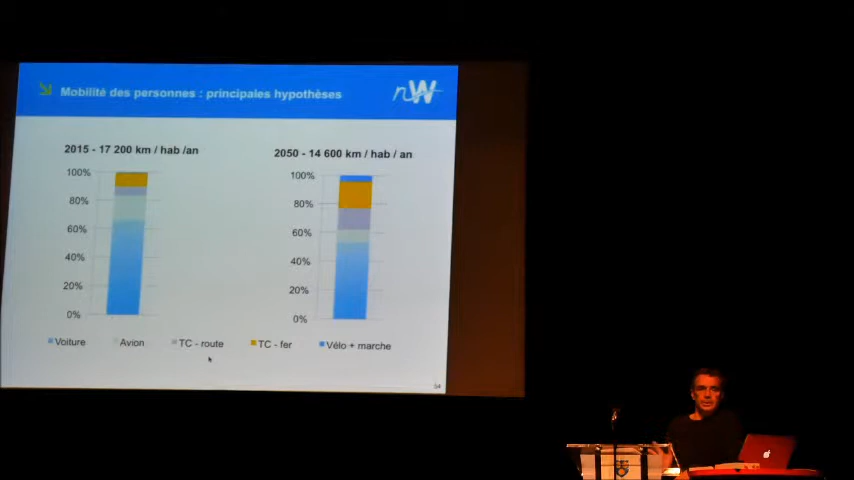 Mobilité des personnes : principales hypothèses
nW
2015 - 17 200 km / hab /an
100%
80%
60%
40%
20%
0%
2050 - 14 600 km / hab / an
100%
80%
60%
40%
20%
0%
Voiture Avion TC - route TC - fer Vélo + marche